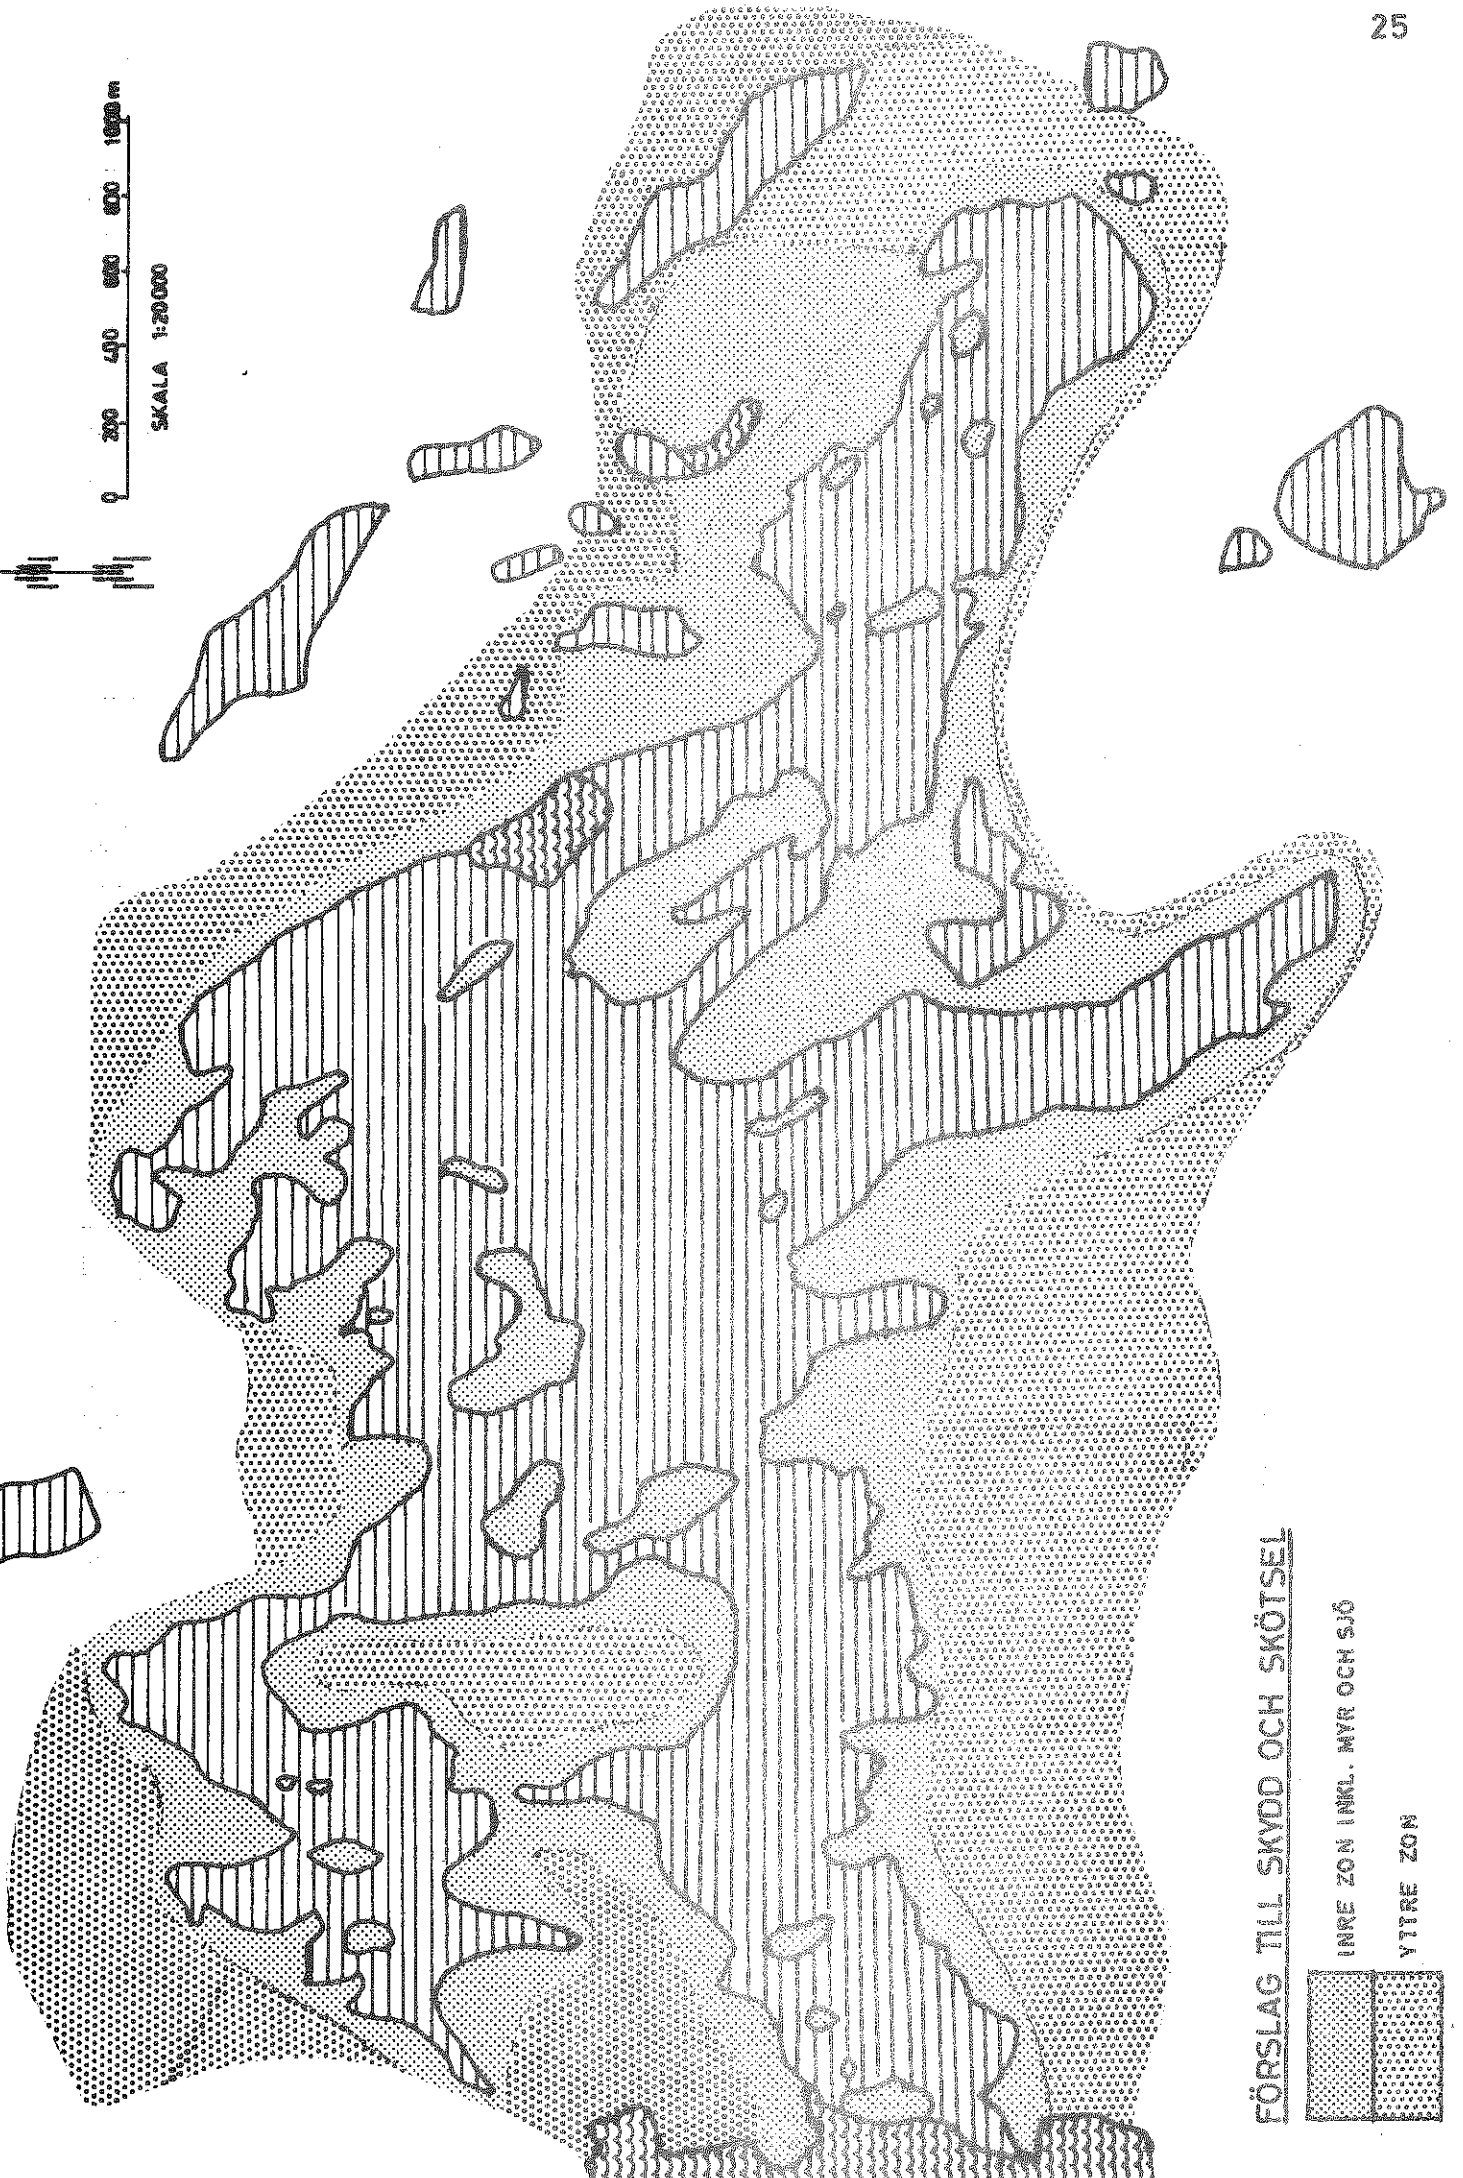 25
0 200 400 600 800 1000 m
SKALA 1:20000
FÖRSLAG TILL SKYDD OCH SKÖTSEL
INRE ZON INKL. MYR OCH SJÖ
YTTRE ZON